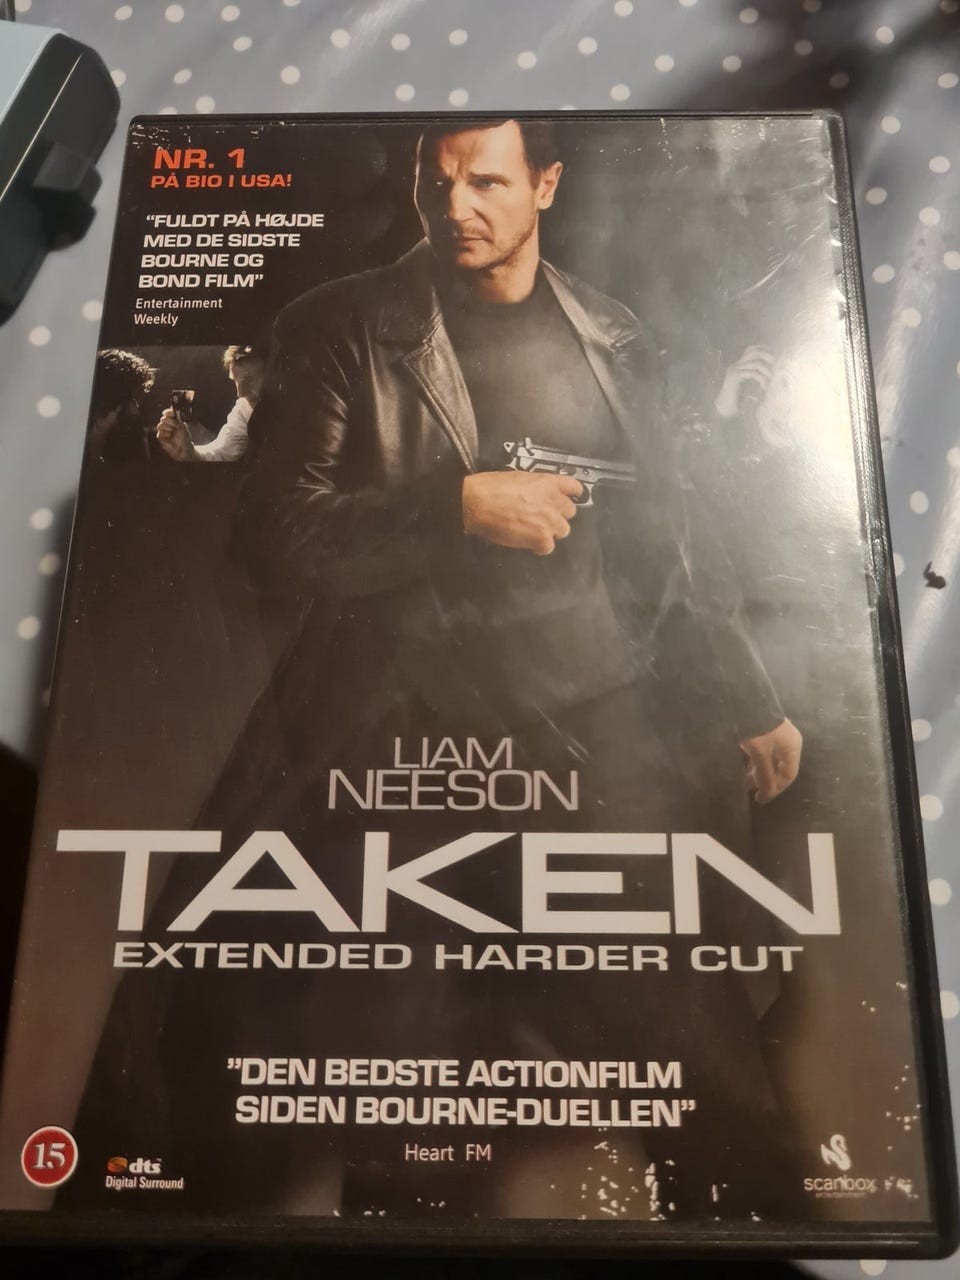 NR. 1
PÅ BIO I USA!
"FULDT PÅ HØJDE
MED DE SIDSTE
BOURNE OG
BOND FILM"
Entertainment
Weekly
LIAM
NEESON
TAKEN
EXTENDED HARDER CUT
"DEN BEDSTE ACTIONFILM
SIDEN BOURNE-DUELLEN"
Heart FM
15
dts
Digital Surround
scanbox
entertainment